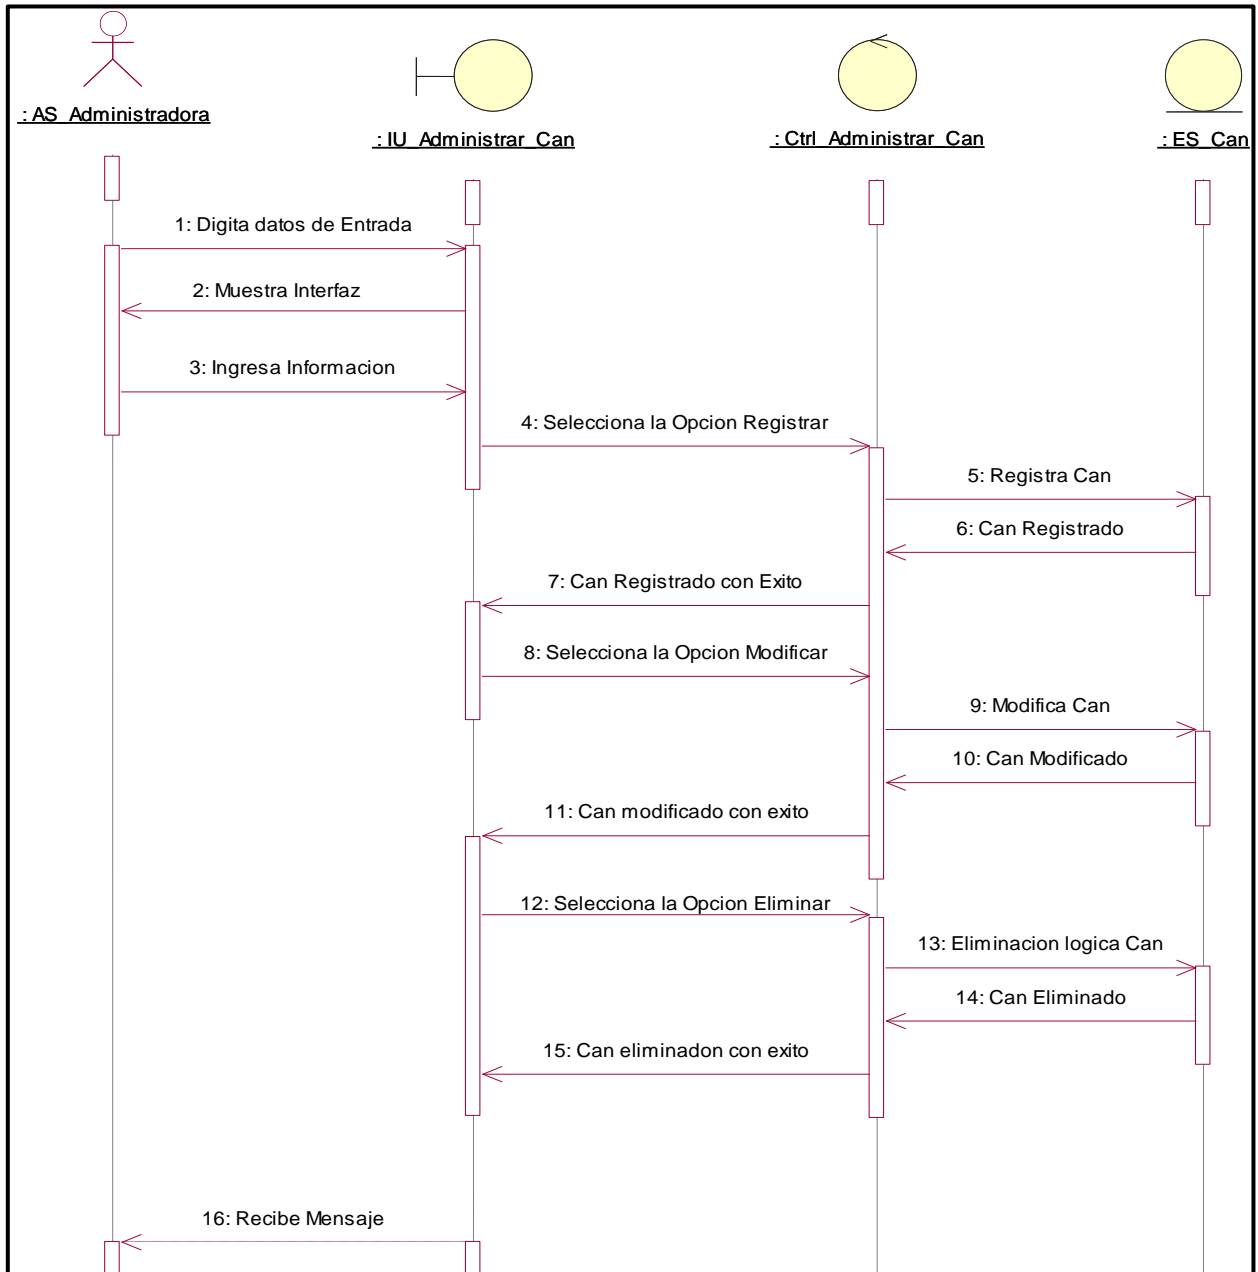 : AS_Administradora
: IU_Administrar_Can
: Ctrl_Administrar_Can
: ES_Can
1: Digita datos de Entrada
2: Muestra Interfaz
3: Ingresa Informacion
4: Selecciona la Opcion Registrar
5: Registra Can
6: Can Registrado
7: Can Registrado con Exito
8: Selecciona la Opcion Modificar
9: Modifica Can
10: Can Modificado
11: Can modificado con exito
12: Selecciona la Opcion Eliminar
13: Eliminacion logica Can
14: Can Eliminado
15: Can eliminadon con exito
16: Recibe Mensaje